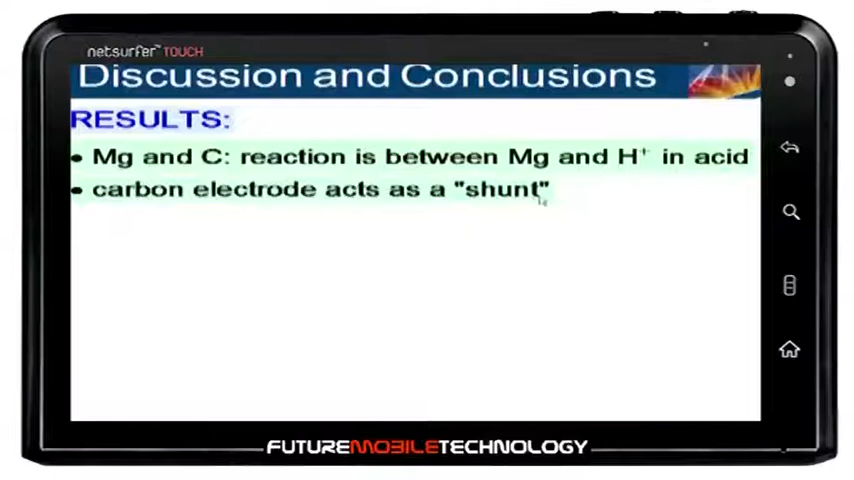 netsurfer™ TOUCH
Discussion and Conclusions
RESULTS:
• Mg and C: reaction is between Mg and H⁺ in acid
• carbon electrode acts as a "shunt"
FUTUREMOBILETECHNOLOGY